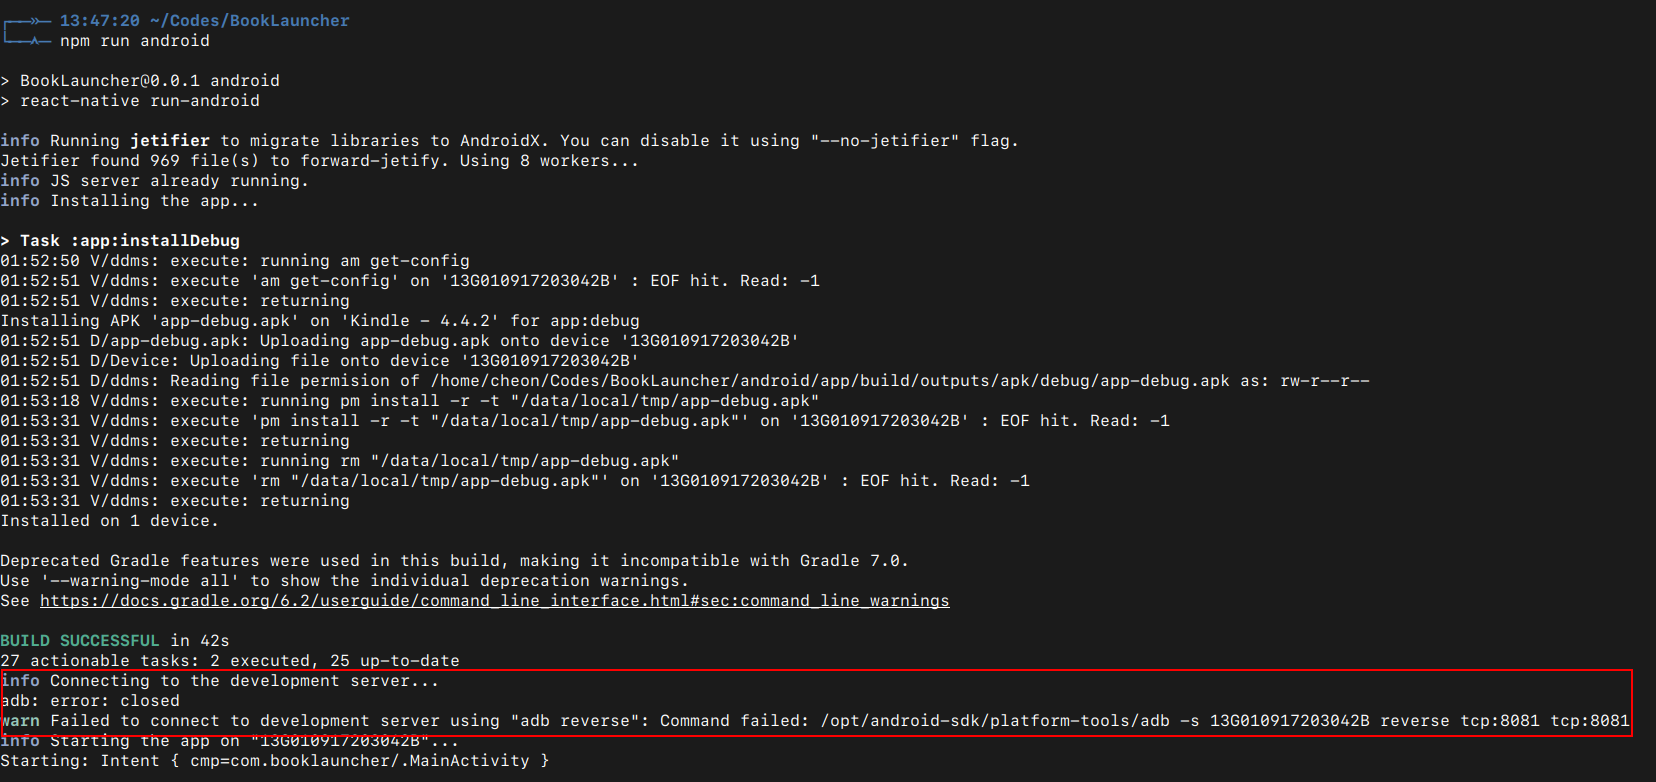 13:47:20 ~/Codes/BookLauncher
npm run android
> BookLauncher@0.0.1 android
> react-native run-android
info Running jetifier to migrate libraries to AndroidX. You can disable it using "--no-jetifier" flag.
Jetifier found 969 file(s) to forward-jetify. Using 8 workers...
info JS server already running.
info Installing the app...
> Task :app:installDebug
01:52:50 V/ddms: execute: running am get-config
01:52:51 V/ddms: execute 'am get-config' on '13G010917203042B' : EOF hit. Read: -1
01:52:51 V/ddms: execute: returning
Installing APK 'app-debug.apk' on 'Kindle - 4.4.2' for app:debug
01:52:51 D/app-debug.apk: Uploading app-debug.apk onto device '13G010917203042B'
01:52:51 D/Device: Uploading file onto device '13G010917203042B'
01:52:51 D/ddms: Reading file permision of /home/cheon/Codes/BookLauncher/android/app/build/outputs/apk/debug/app-debug.apk as: rw-r--r--
01:53:18 V/ddms: execute: running pm install -r -t "/data/local/tmp/app-debug.apk"
01:53:31 V/ddms: execute 'pm install -r -t "/data/local/tmp/app-debug.apk"' on '13G010917203042B' : EOF hit. Read: -1
01:53:31 V/ddms: execute: returning
01:53:31 V/ddms: execute: running rm "/data/local/tmp/app-debug.apk"
01:53:31 V/ddms: execute 'rm "/data/local/tmp/app-debug.apk"' on '13G010917203042B' : EOF hit. Read: -1
01:53:31 V/ddms: execute: returning
Installed on 1 device.
Deprecated Gradle features were used in this build, making it incompatible with Gradle 7.0.
Use '--warning-mode all' to show the individual deprecation warnings.
See https://docs.gradle.org/6.2/userguide/command_line_interface.html#sec:command_line_warnings
BUILD SUCCESSFUL in 42s
27 actionable tasks: 2 executed, 25 up-to-date
info Connecting to the development server...
adb: error: closed
warn Failed to connect to development server using "adb reverse": Command failed: /opt/android-sdk/platform-tools/adb -s 13G010917203042B reverse tcp:8081 tcp:8081
info Starting the app on "13G010917203042B"...
Starting: Intent { cmp=com.booklauncher/.MainActivity }